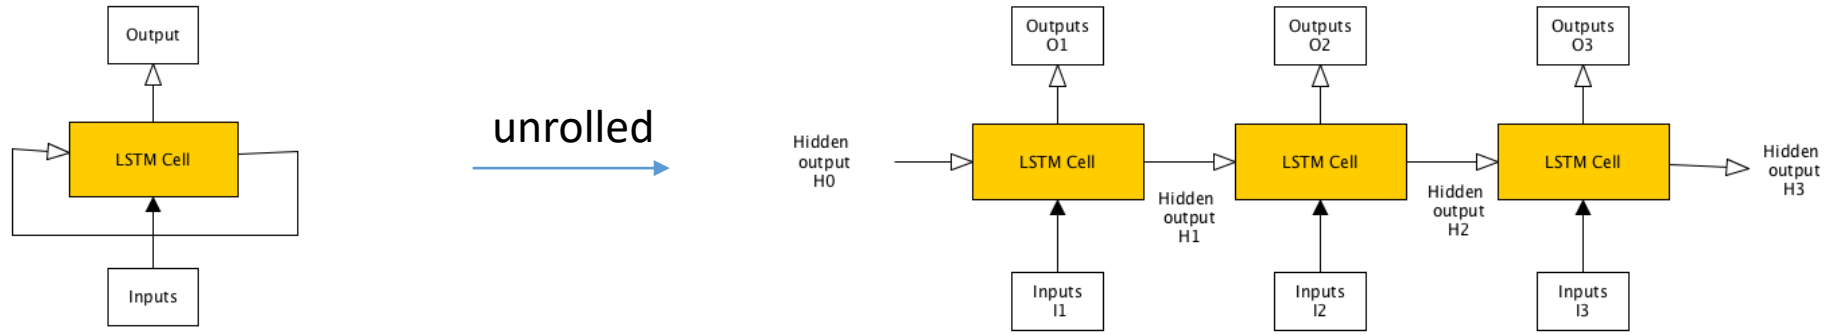 Output
LSTM Cell
Inputs
unrolled
Hidden
output
H0
Outputs
O1
LSTM Cell
Inputs
I1
Hidden
output
H1
Outputs
O2
LSTM Cell
Inputs
I2
Hidden
output
H2
Outputs
O3
LSTM Cell
Inputs
I3
Hidden
output
H3